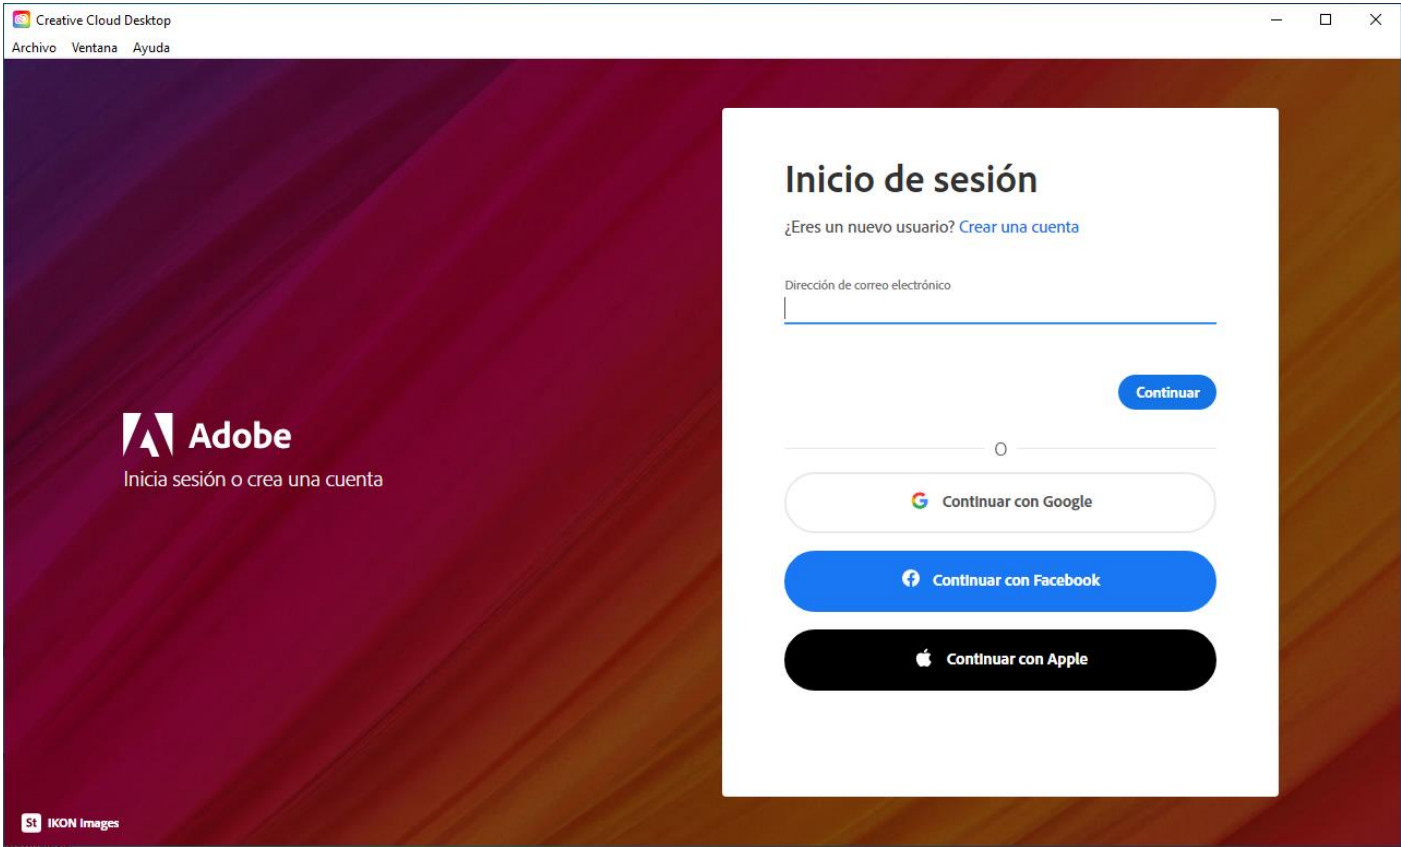 Creative Cloud Desktop
Archivo Ventana Ayuda
Inicio de sesión
¿Eres un nuevo usuario? Crear una cuenta
Dirección de correo electrónico
Continuar
O
Continuar con Google
Continuar con Facebook
Continuar con Apple
Adobe
Inicia sesión o crea una cuenta
St IKON Images